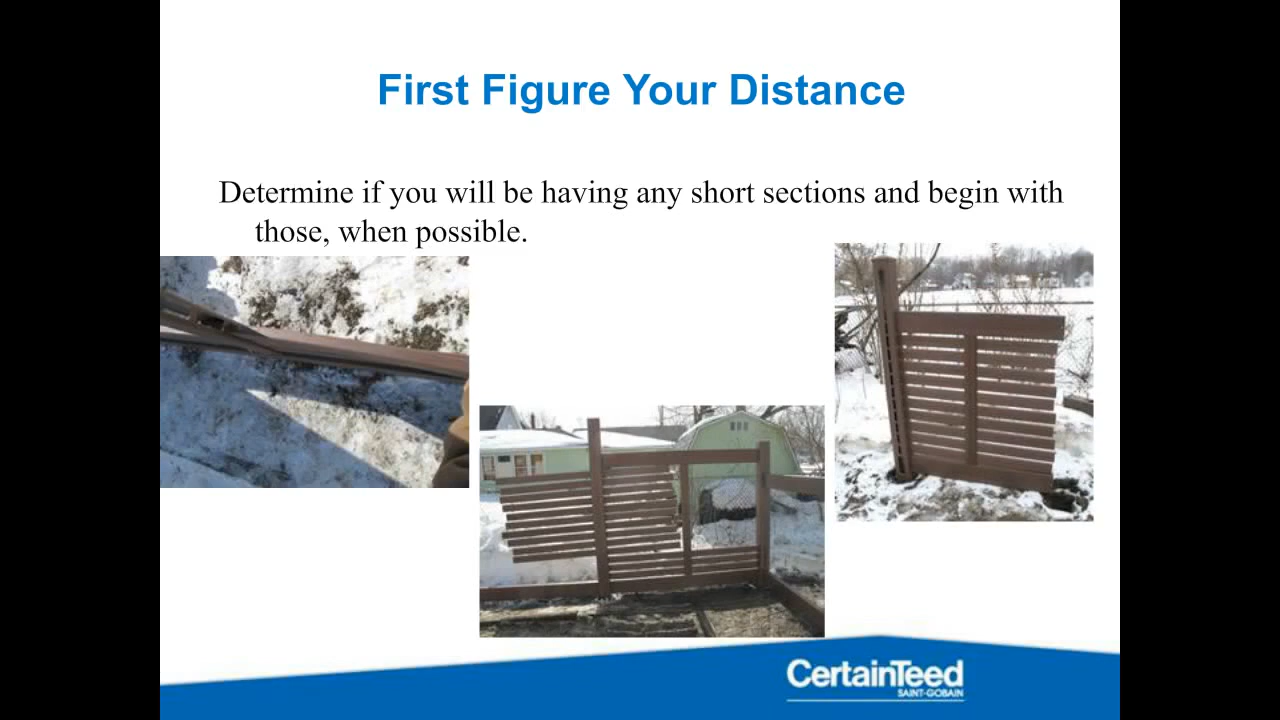 First Figure Your Distance
Determine if you will be having any short sections and begin with
those, when possible.
CertainTeed
SAINT-GOBAIN